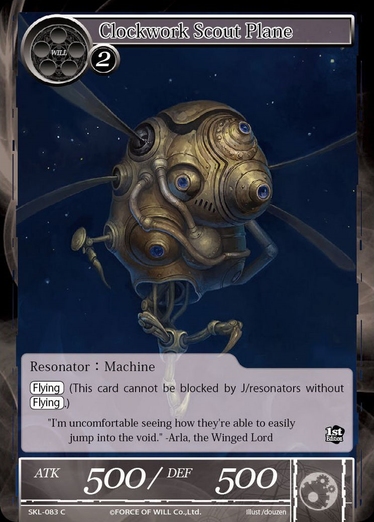 Clockwork Scout Plane
WILL
2
Resonator : Machine
Flying (This card cannot be blocked by J/resonators without
Flying.)
"I'm uncomfortable seeing how they're able to easily
jump into the void." -Arla, the Winged Lord
1st
Edition
ATK 500/ DEF 500
SKL-083 C ©FORCE OF WILL Co.,Ltd. Illust/douzen